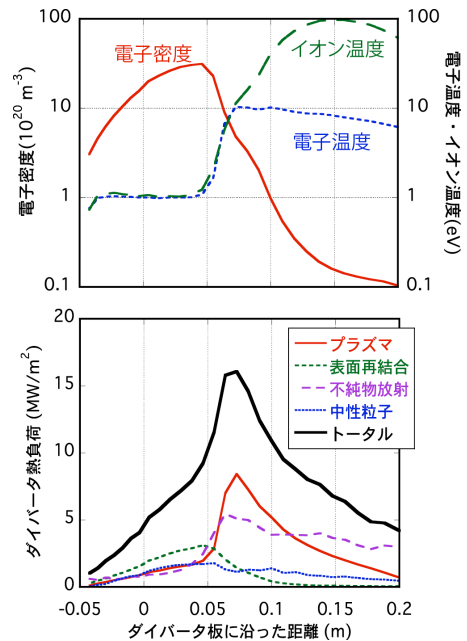 100
10
1
0.1
電子密度(10²⁰ m⁻³)
電子密度
イオン温度
電子温度
100
10
1
0.1
電子温度・イオン温度(eV)
20
15
10
5
0
ダイバータ熱負荷 (MW/m²)
プラズマ
表面再結合
不純物放射
中性粒子
トータル
-0.05 0 0.05 0.1 0.15 0.2
ダイバータ板に沿った距離 (m)